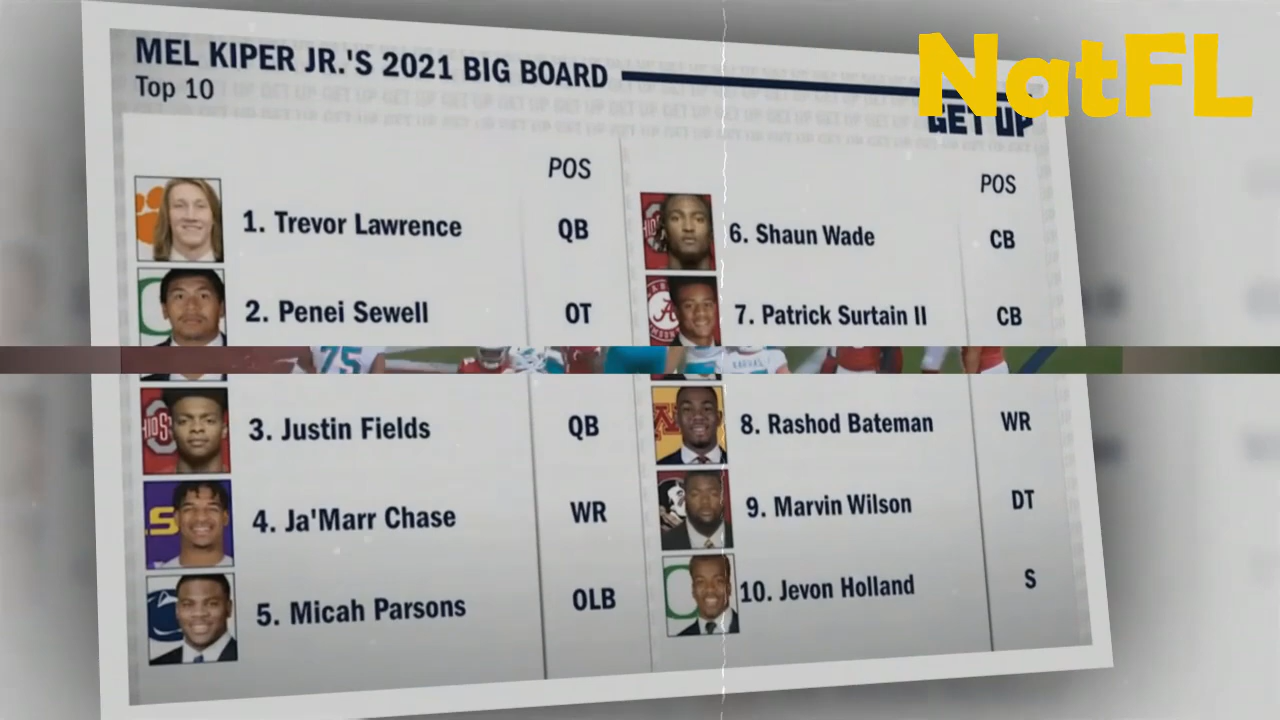 MEL KIPER JR.'S 2021 BIG BOARD
Top 10
NatFL
GET UP
POS
1. Trevor Lawrence QB
2. Penei Sewell OT
3. Justin Fields QB
4. Ja'Marr Chase WR
5. Micah Parsons OLB
POS
6. Shaun Wade CB
7. Patrick Surtain II CB
8. Rashod Bateman WR
9. Marvin Wilson DT
10. Jevon Holland S
75